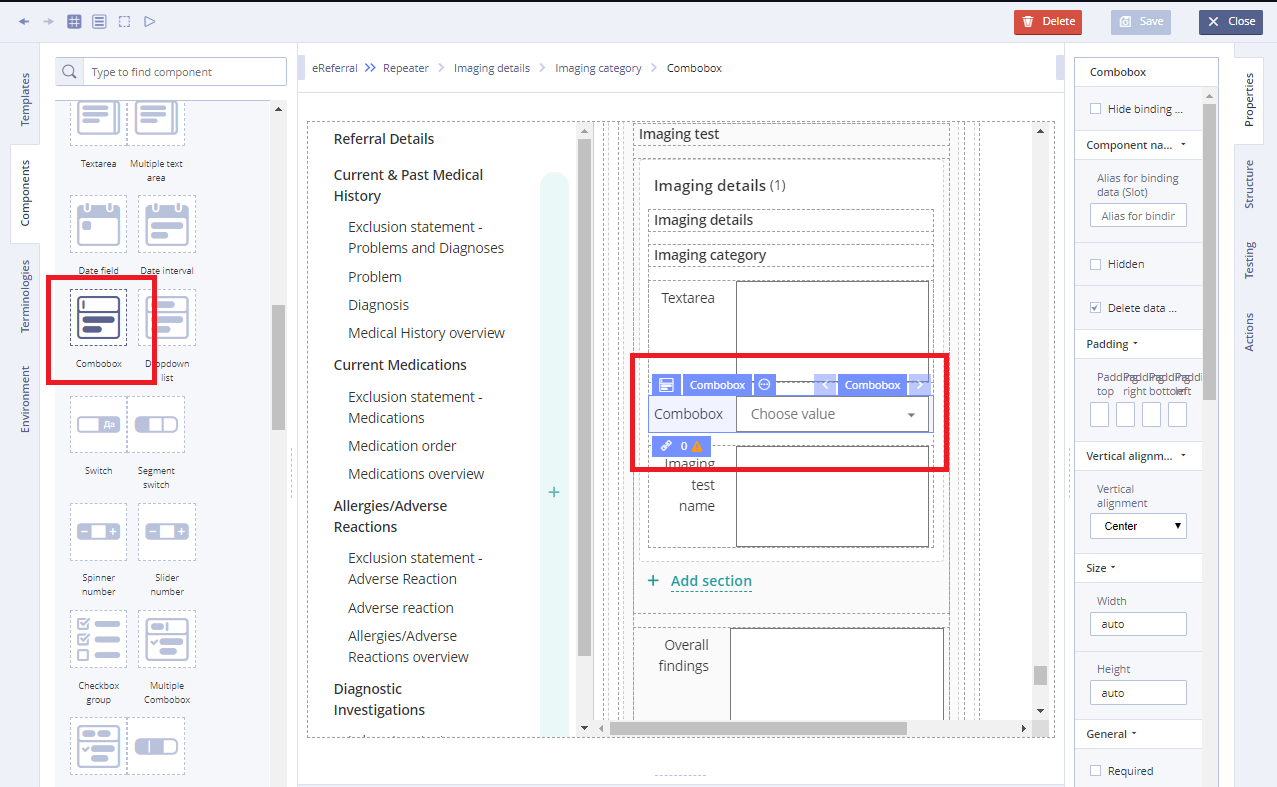 Delete
Save
Close
Templates
Components
Terminologies
Environment
Type to find component
Textarea
Multiple text
area
Date field
Date interval
Combobox
Dropdown
list
Да
Switch
Segment
switch
Spinner
number
Slider
number
Checkbox
group
Multiple
Combobox
eReferral
Repeater
Imaging details
Imaging category
Combobox
Referral Details
Current & Past Medical
History
Exclusion statement -
Problems and Diagnoses
Problem
Diagnosis
Medical History overview
Current Medications
Exclusion statement -
Medications
Medication order
Medications overview
Allergies/Adverse
Reactions
Exclusion statement -
Adverse Reaction
Adverse reaction
Allergies/Adverse
Reactions overview
Diagnostic
Investigations
+
Imaging test
Imaging details (1)
Imaging details
Imaging category
Textarea
Combobox
Combobox
Combobox
Choose value
0
Imaging
test
name
+ Add section
Overall
findings
Combobox
Hide binding ...
Component na...
Alias for binding
data (Slot)
Alias for bindir
Hidden
Delete data ...
Padding
Padding
top
Padding
right
Padding
bottom
Paddi
left
Vertical alignm...
Vertical
alignment
Center
Size
Width
auto
Height
auto
General
Required
Properties
Structure
Testing
Actions